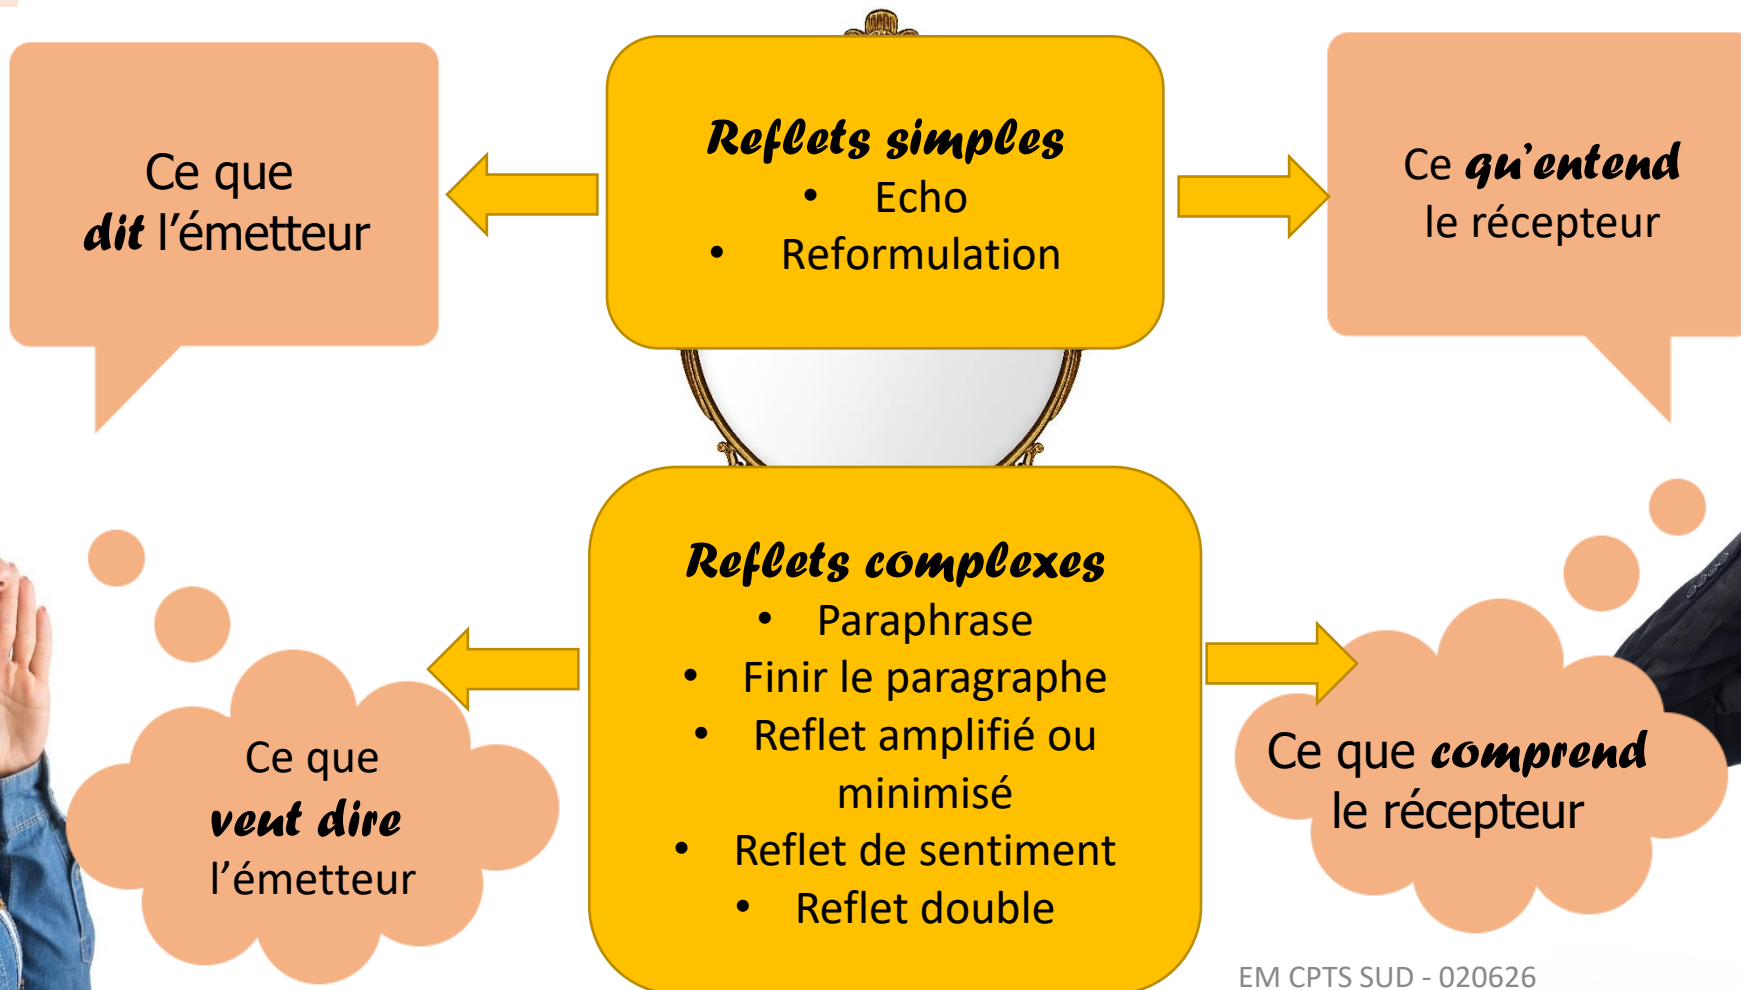 Ce que
dit l’émetteur
Reflets simples
• Echo
• Reformulation
Ce qu’entend
le récepteur
Ce que
veut dire
l’émetteur
Reflets complexes
• Paraphrase
• Finir le paragraphe
• Reflet amplifié ou
minimisé
• Reflet de sentiment
• Reflet double
Ce que comprend
le récepteur
EM CPTS SUD - 020626